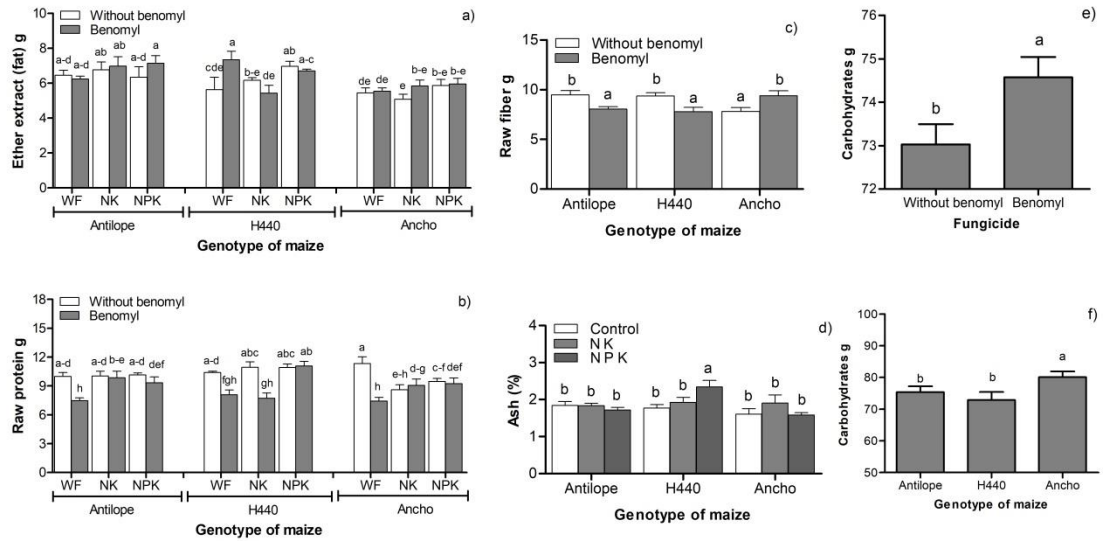 a)
Without benomyl
Benomyl
Ether extract (fat) g
10
8
6
4
2
0
a-d a-d ab ab a-d a
cde a b-e de ab a-c
de de e b-e b-e b-e
WF NK NPK WF NK NPK WF NK NPK
Antilope H440 Ancho
Genotype of maize
b)
Without benomyl
Benomyl
Raw protein g
18
15
12
9
6
3
0
a-d h a-d b-e a-d def
a-d fgh abc gh abc ab
a h e-h d-g c-f def
WF NK NPK WF NK NPK WF NK NPK
Antilope H440 Ancho
Genotype of maize
c)
Without benomyl
Benomyl
Raw fiber g
15
10
5
0
b a b a a b
Antilope H440 Ancho
Genotype of maize
d)
Control
NK
NPK
Ash (%)
4
3
2
1
0
b b b b b a b b b
Antilope H440 Ancho
Genotype of maize
e)
Carbohydrates g
76
75
74
73
72
b a
Without benomyl Benomyl
Fungicide
f)
Carbohydrates g
100
90
80
70
60
50
b b a
Antilope H440 Ancho
Genotype of maize